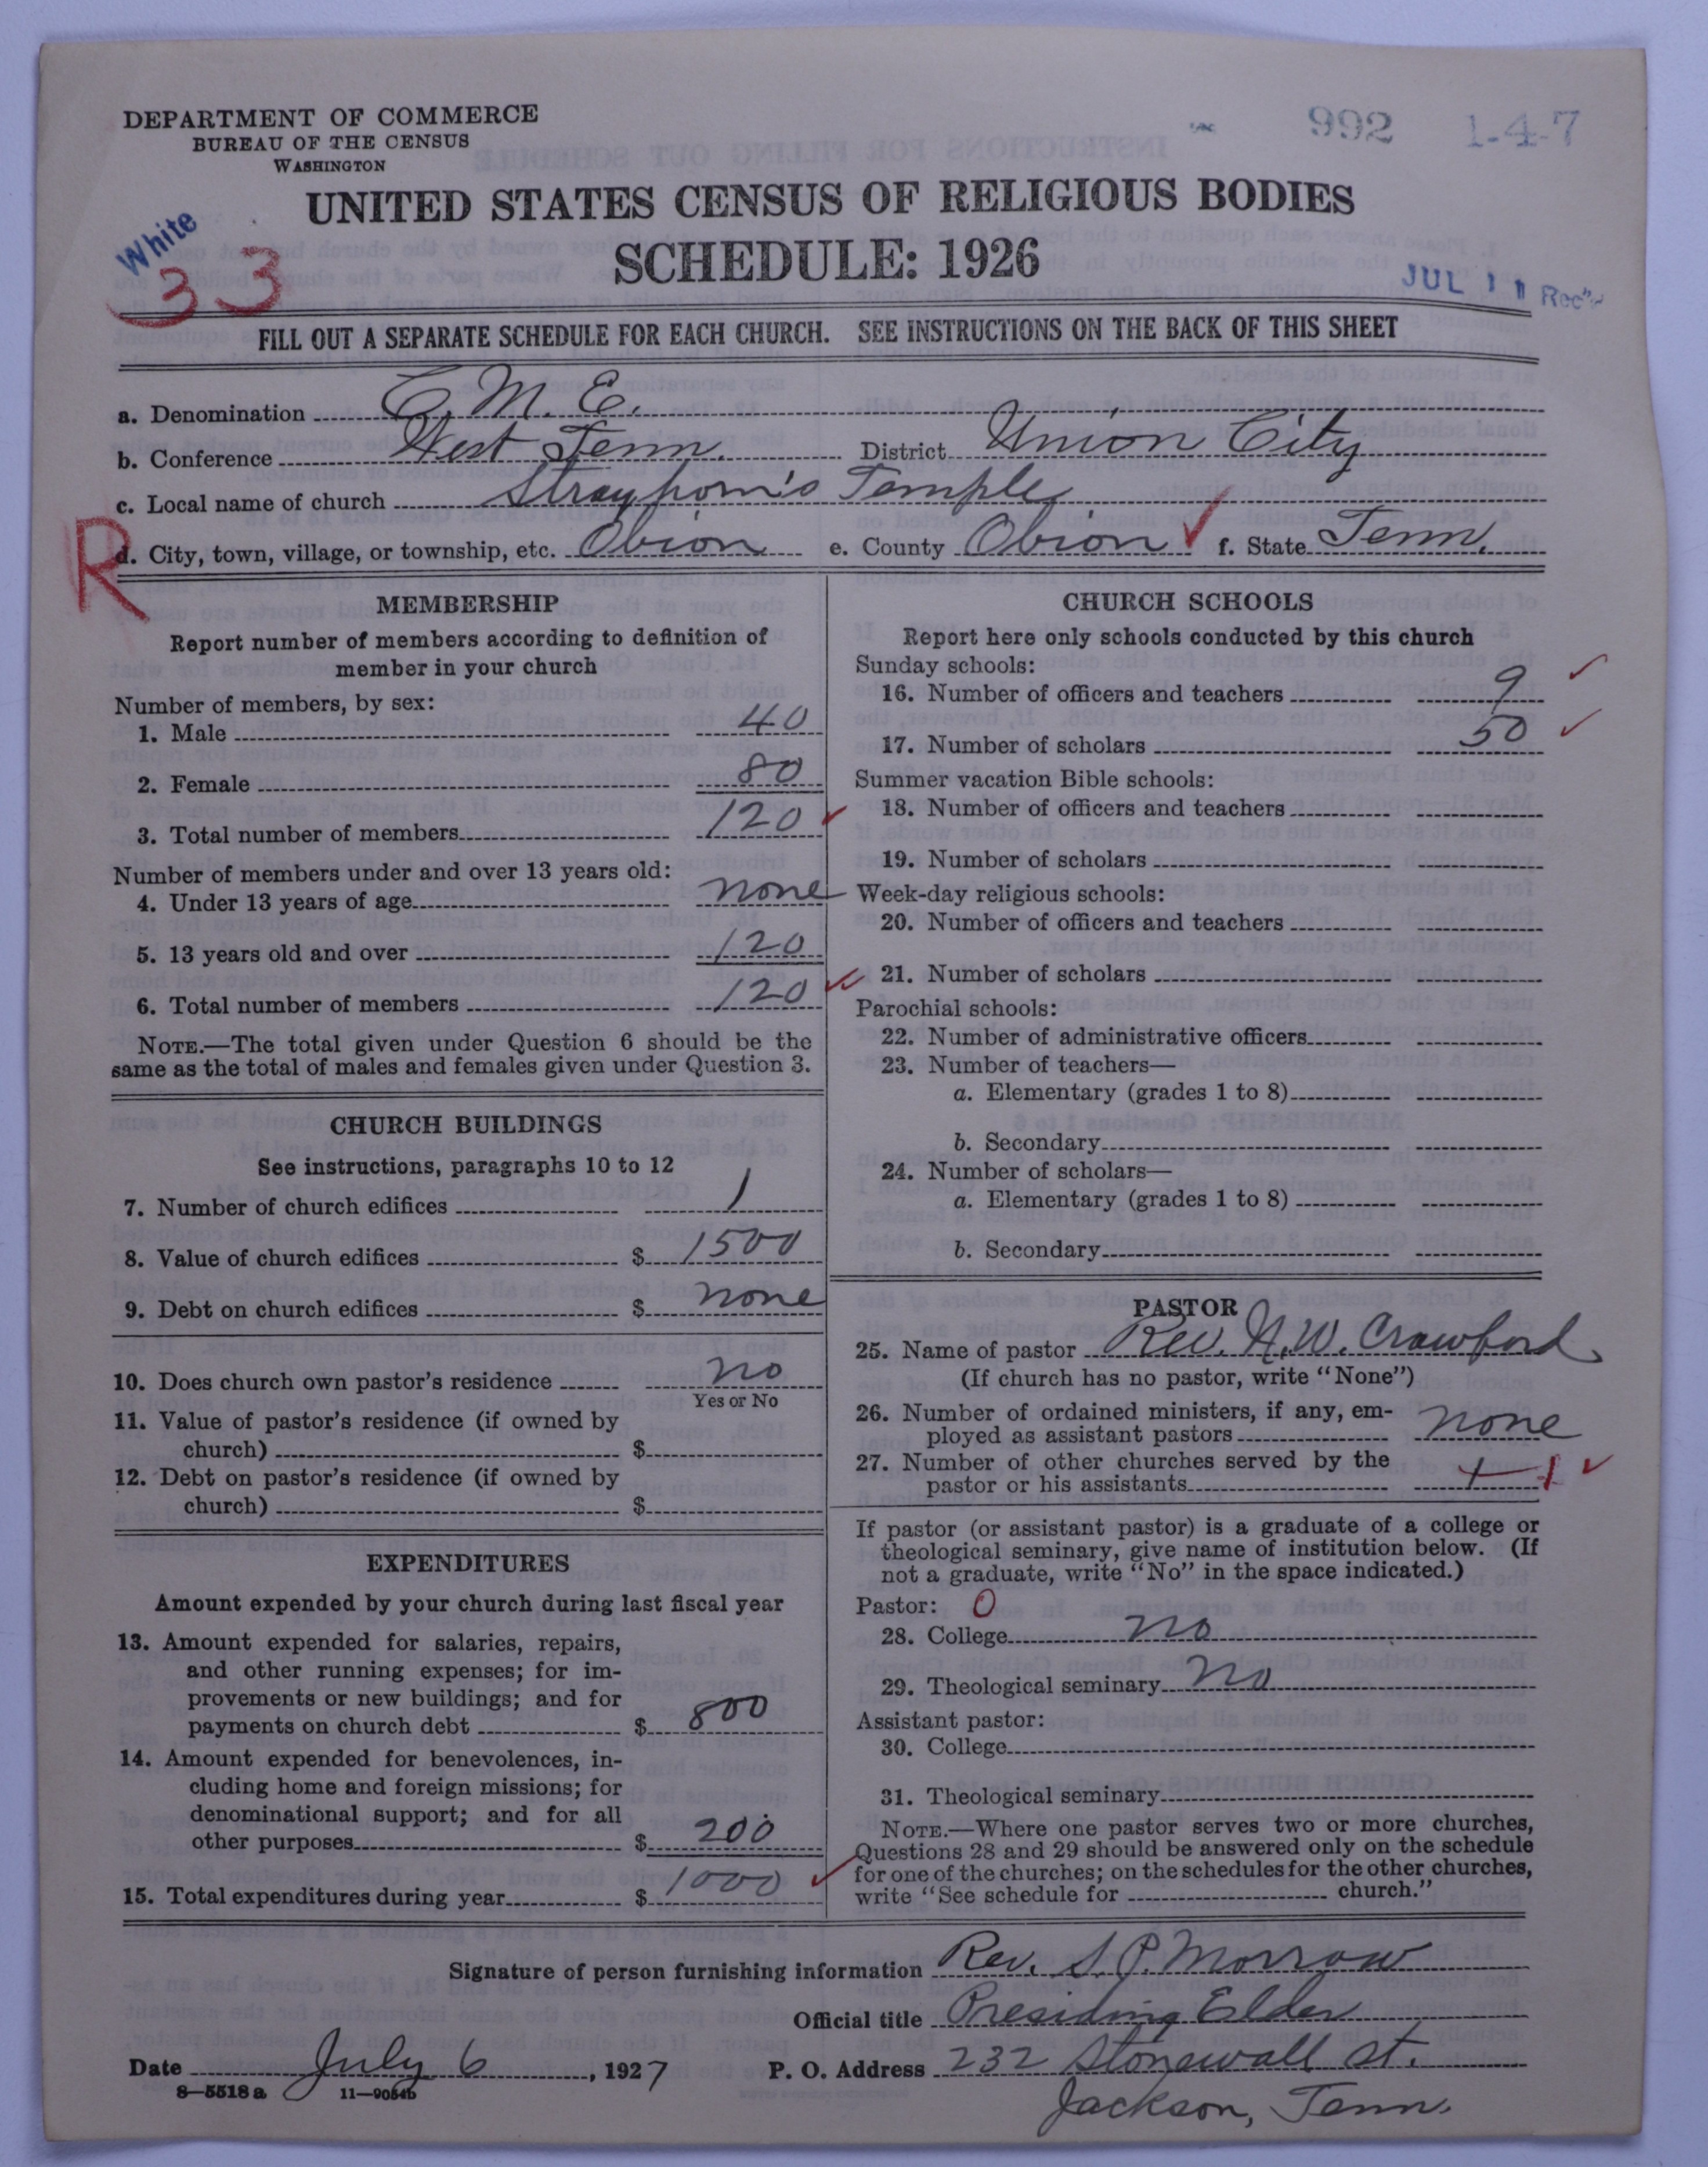 DEPARTMENT OF COMMERCE
BUREAU OF THE CENSUS
WASHINGTON
992 1-4-7
UNITED STATES CENSUS OF RELIGIOUS BODIES
SCHEDULE: 1926
White
33
JUL 11 Rec'd
FILL OUT A SEPARATE SCHEDULE FOR EACH CHURCH. SEE INSTRUCTIONS ON THE BACK OF THIS SHEET
a. Denomination C. M. E.
b. Conference West Tenn. District Union City
c. Local name of church Strayhorn's Temple
R
d. City, town, village, or township, etc. Obion e. County Obion ✓ f. State Tenn.
MEMBERSHIP
Report number of members according to definition of
member in your church
Number of members, by sex:
1. Male 40
2. Female 80
3. Total number of members 120 ✓
Number of members under and over 13 years old:
4. Under 13 years of age none
5. 13 years old and over 120
6. Total number of members 120 ✓
NOTE.—The total given under Question 6 should be the
same as the total of males and females given under Question 3.
CHURCH BUILDINGS
See instructions, paragraphs 10 to 12
7. Number of church edifices 1
8. Value of church edifices $ 1500
9. Debt on church edifices $ none
10. Does church own pastor's residence no
Yes or No
11. Value of pastor's residence (if owned by
church) $
12. Debt on pastor's residence (if owned by
church) $
EXPENDITURES
Amount expended by your church during last fiscal year
13. Amount expended for salaries, repairs,
and other running expenses; for im-
provements or new buildings; and for
payments on church debt $ 800
14. Amount expended for benevolences, in-
cluding home and foreign missions; for
denominational support; and for all
other purposes $ 200
15. Total expenditures during year $ 1000 ✓
CHURCH SCHOOLS
Report here only schools conducted by this church
Sunday schools:
16. Number of officers and teachers 9 ✓
17. Number of scholars 50 ✓
Summer vacation Bible schools:
18. Number of officers and teachers
19. Number of scholars
Week-day religious schools:
20. Number of officers and teachers
21. Number of scholars
Parochial schools:
22. Number of administrative officers
23. Number of teachers—
a. Elementary (grades 1 to 8)
b. Secondary
24. Number of scholars—
a. Elementary (grades 1 to 8)
b. Secondary
PASTOR
25. Name of pastor Rev. N. W. Crawford
(If church has no pastor, write "None")
26. Number of ordained ministers, if any, em-
ployed as assistant pastors none
27. Number of other churches served by the
pastor or his assistants 1 1 ✓
If pastor (or assistant pastor) is a graduate of a college or
theological seminary, give name of institution below. (If
not a graduate, write "No" in the space indicated.)
Pastor: 0
28. College no
29. Theological seminary no
Assistant pastor:
30. College
31. Theological seminary
NOTE.—Where one pastor serves two or more churches,
Questions 28 and 29 should be answered only on the schedule
for one of the churches; on the schedules for the other churches,
write "See schedule for church."
Signature of person furnishing information Rev. S. P. Morrow
Official title Presiding Elder
Date July 6, 1927 P. O. Address 232 Stonewall st.
8—5518 a 11—9054b Jackson, Tenn.